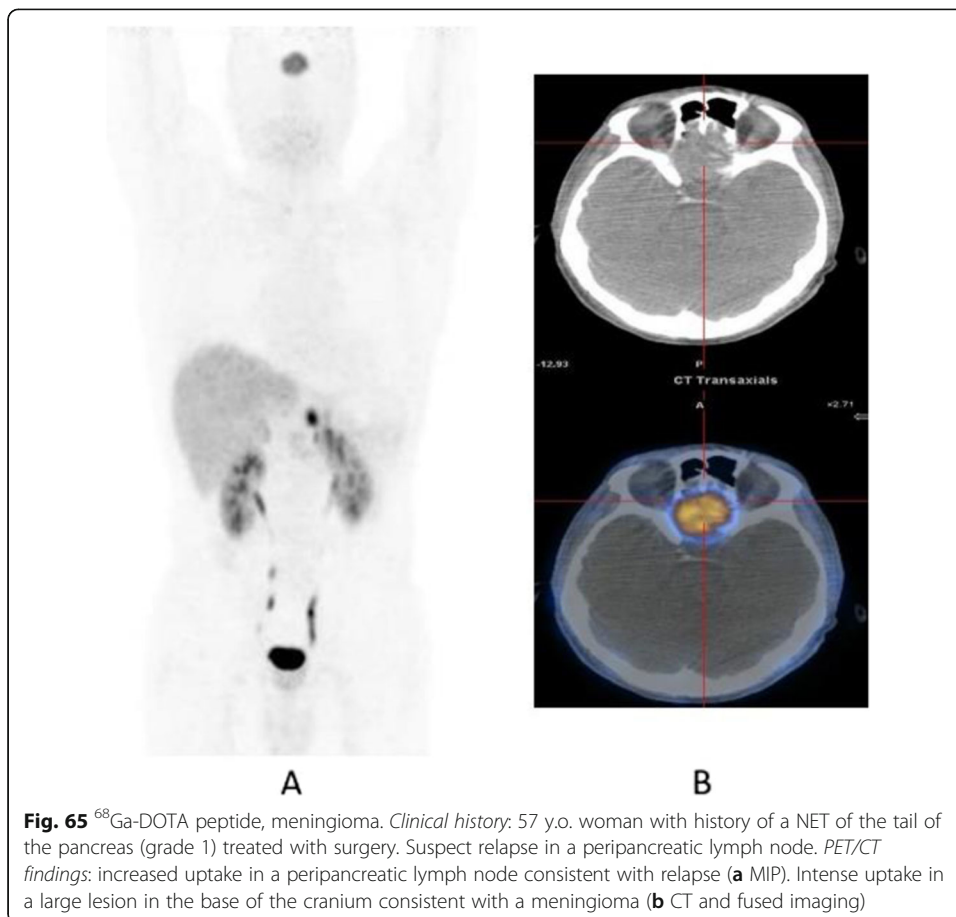 -12.93
P
CT Transaxials
A
×2.71
A
B
Fig. 65 ⁶⁸Ga-DOTA peptide, meningioma. Clinical history: 57 y.o. woman with history of a NET of the tail of
the pancreas (grade 1) treated with surgery. Suspect relapse in a peripancreatic lymph node. PET/CT
findings: increased uptake in a peripancreatic lymph node consistent with relapse (a MIP). Intense uptake in
a large lesion in the base of the cranium consistent with a meningioma (b CT and fused imaging)